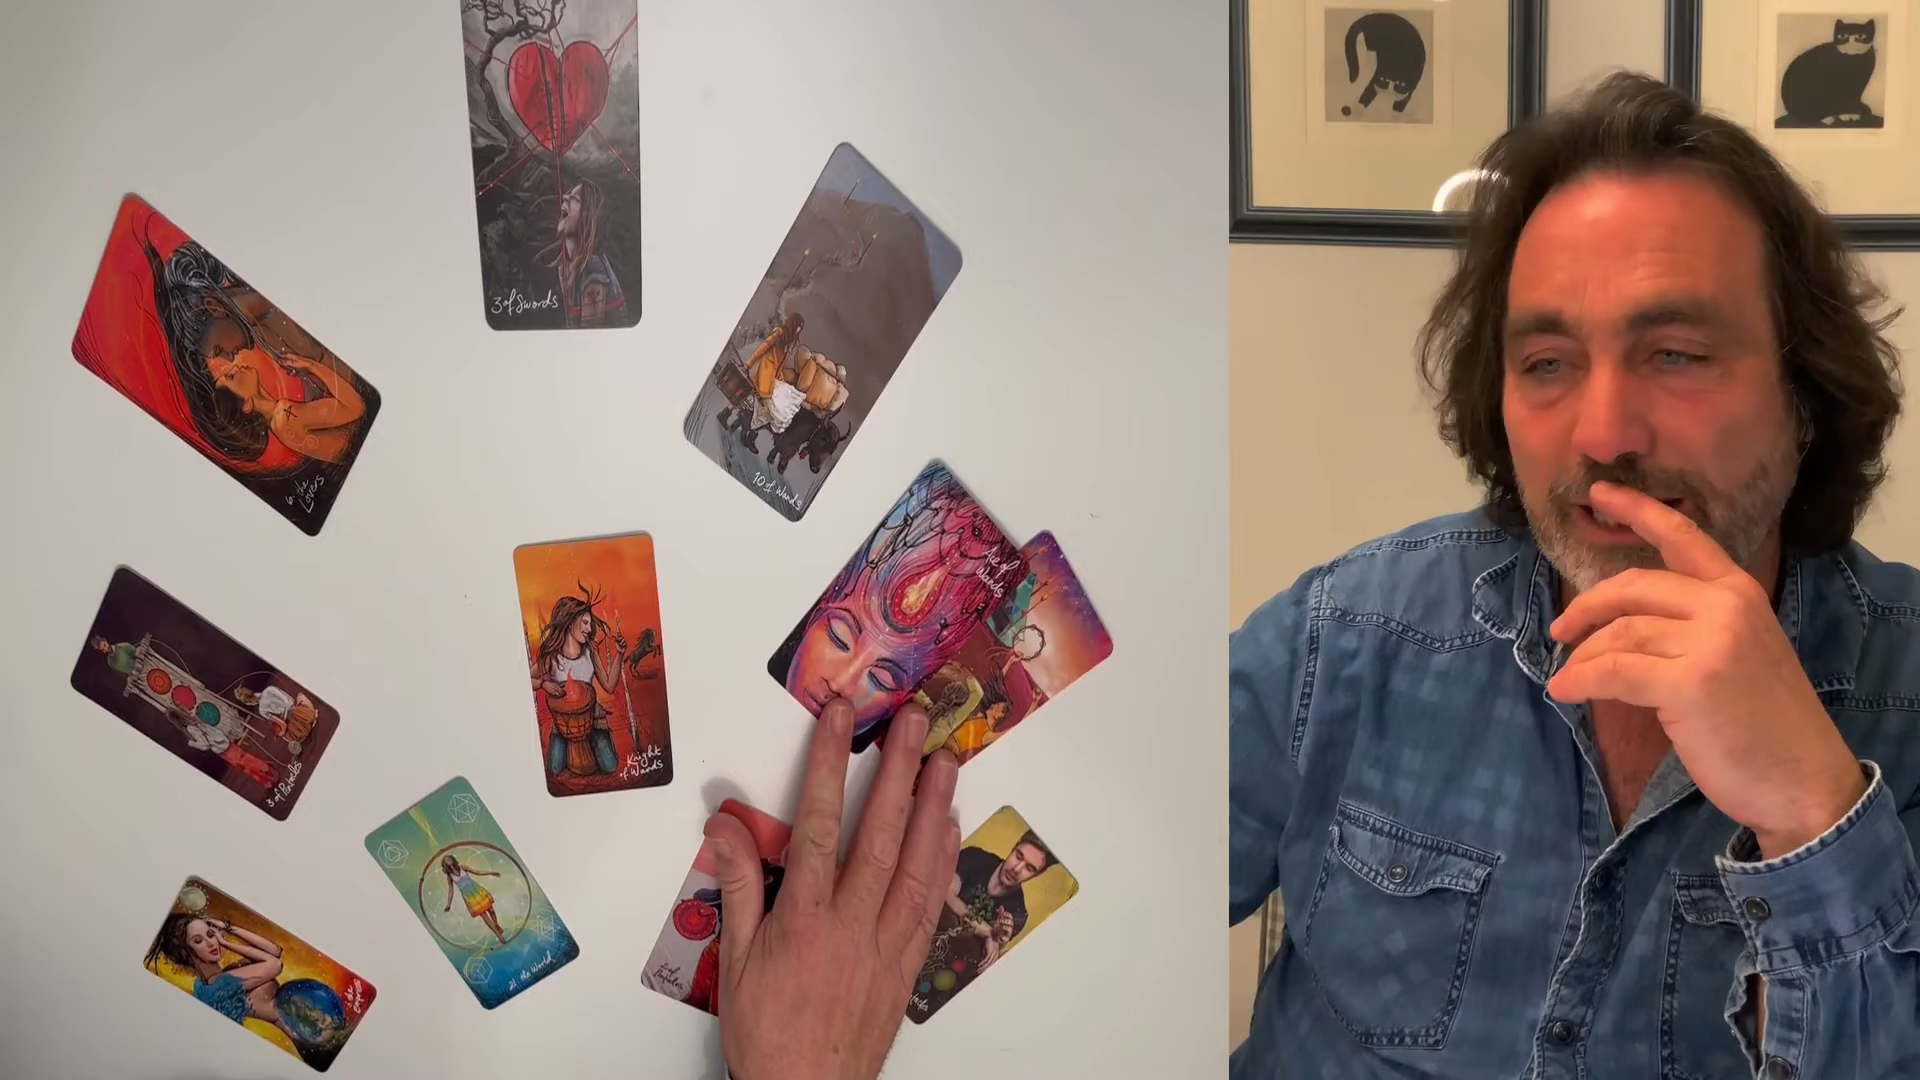 3 of Swords
6. the
Lovers
10 of Wands
Ace of
Wands
3 of Pentacles
Knight
of Wands
21. the World
Pentacles